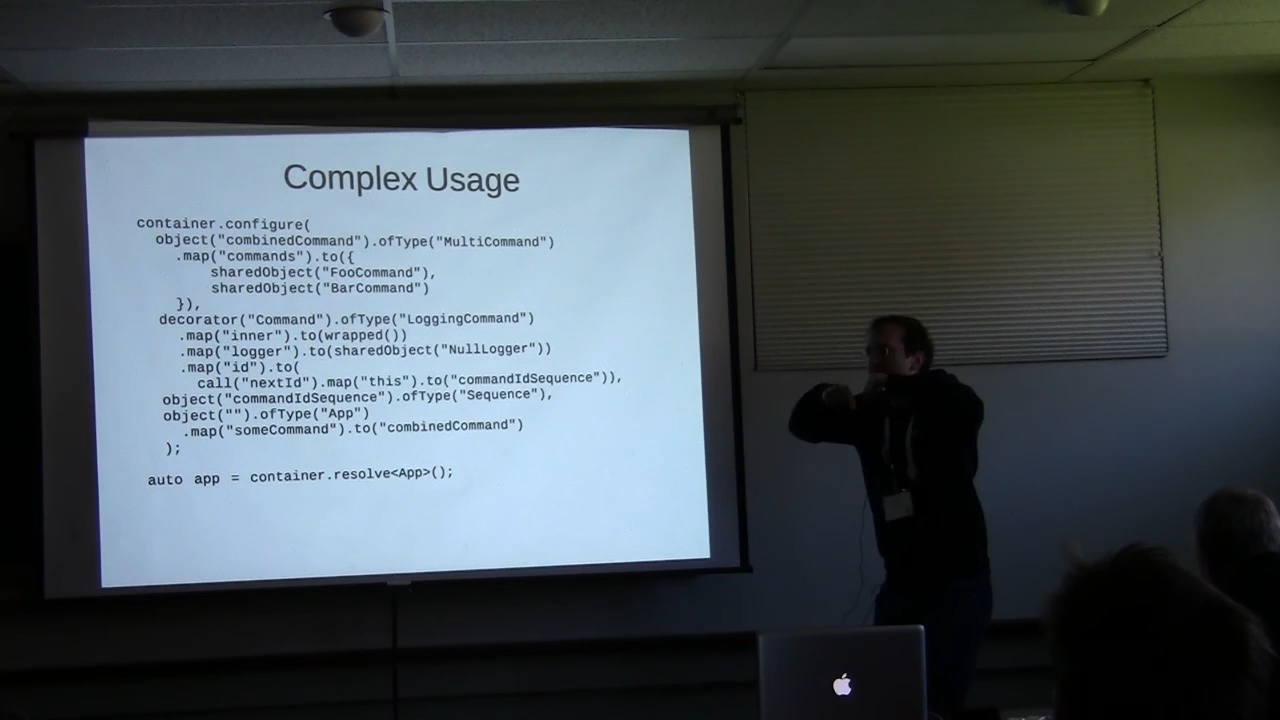 Complex Usage
container.configure(
object("combinedCommand").ofType("MultiCommand")
.map("commands").to({
sharedObject("FooCommand"),
sharedObject("BarCommand")
}),
decorator("Command").ofType("LoggingCommand")
.map("inner").to(wrapped())
.map("logger").to(sharedObject("NullLogger"))
.map("id").to(
call("nextId").map("this").to("commandIdSequence")),
object("commandIdSequence").ofType("Sequence"),
object("").ofType("App")
.map("someCommand").to("combinedCommand")
);
auto app = container.resolve<App>();